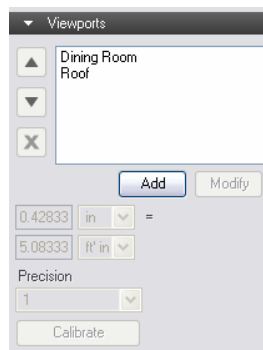 Viewports
Dining Room
Roof
Add Modify
0.42833 in =
5.08333 ft' in
Precision
1
Calibrate